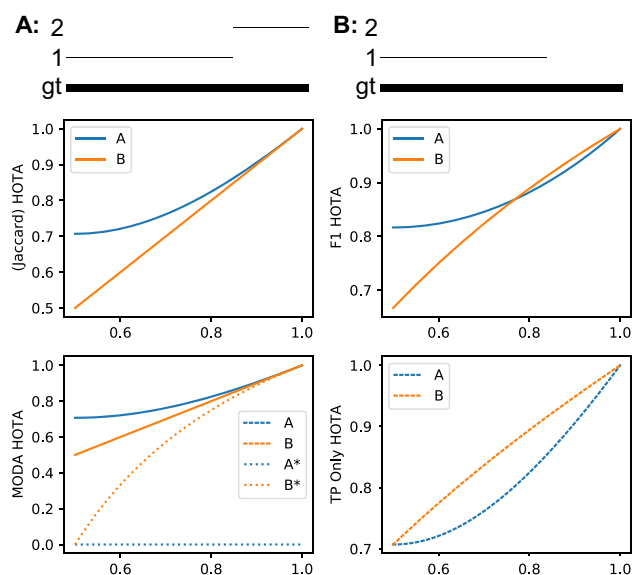 A: 2
1
gt
B: 2
1
gt
(Jaccard) HOTA
1.0
0.9
0.8
0.7
0.6
0.5
A
B
0.6 0.8 1.0
F1 HOTA
1.0
0.9
0.8
0.7
A
B
0.6 0.8 1.0
MODA HOTA
1.0
0.8
0.6
0.4
0.2
0.0
A
B
A*
B*
0.6 0.8 1.0
TP Only HOTA
1.0
0.9
0.8
0.7
A
B
0.6 0.8 1.0